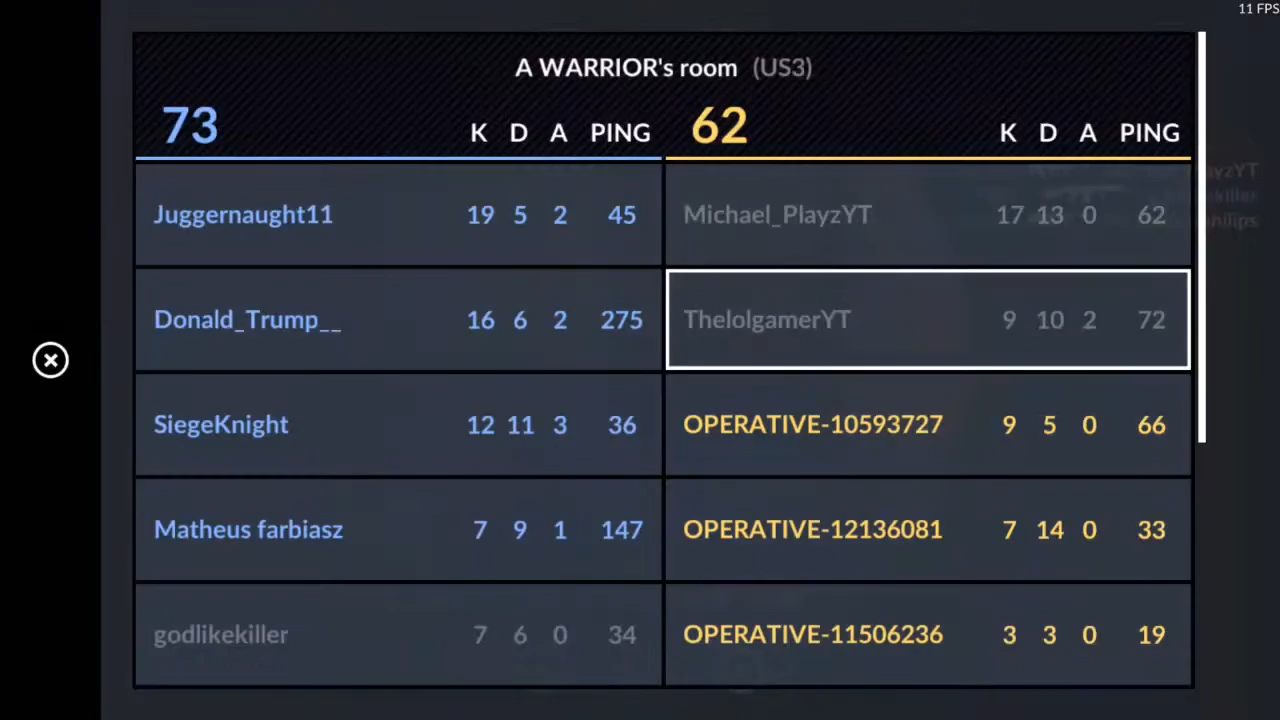 11 FPS
A WARRIOR's room (US3)
73 K D A PING 62 K D A PING
Juggernaught11 19 5 2 45 Michael_PlayzYT 17 13 0 62
Donald_Trump__ 16 6 2 275 ThelolgamerYT 9 10 2 72
SiegeKnight 12 11 3 36 OPERATIVE-10593727 9 5 0 66
Matheus farbiasz 7 9 1 147 OPERATIVE-12136081 7 14 0 33
godlikekiller 7 6 0 34 OPERATIVE-11506236 3 3 0 19